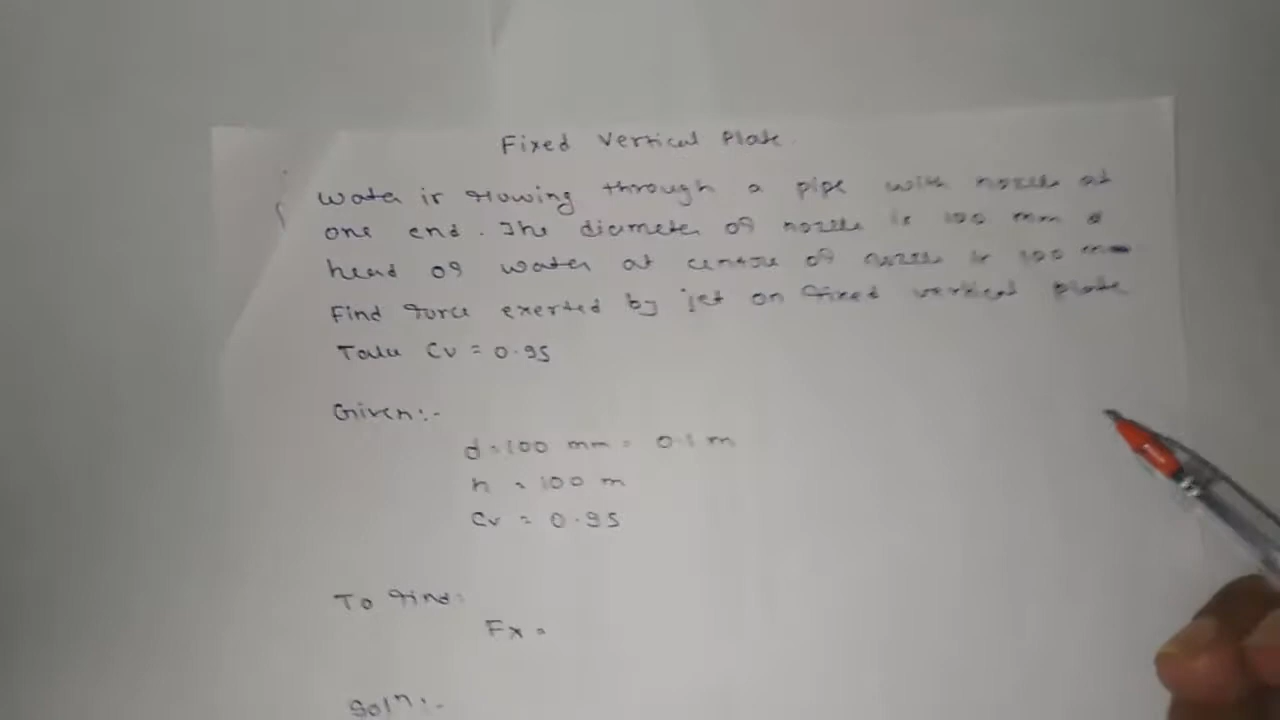 Fixed Vertical Plate
Water is flowing through a pipe with nozzle at
one end. The diameter of nozzle is 100 mm &
head of water at centre of nozzle is 100 m
Find force exerted by jet on fixed vertical plate
Take Cv = 0.95
Given:-
d = 100 mm = 0.1 m
h = 100 m
Cv = 0.95
To find:
Fx =
Solⁿ:-